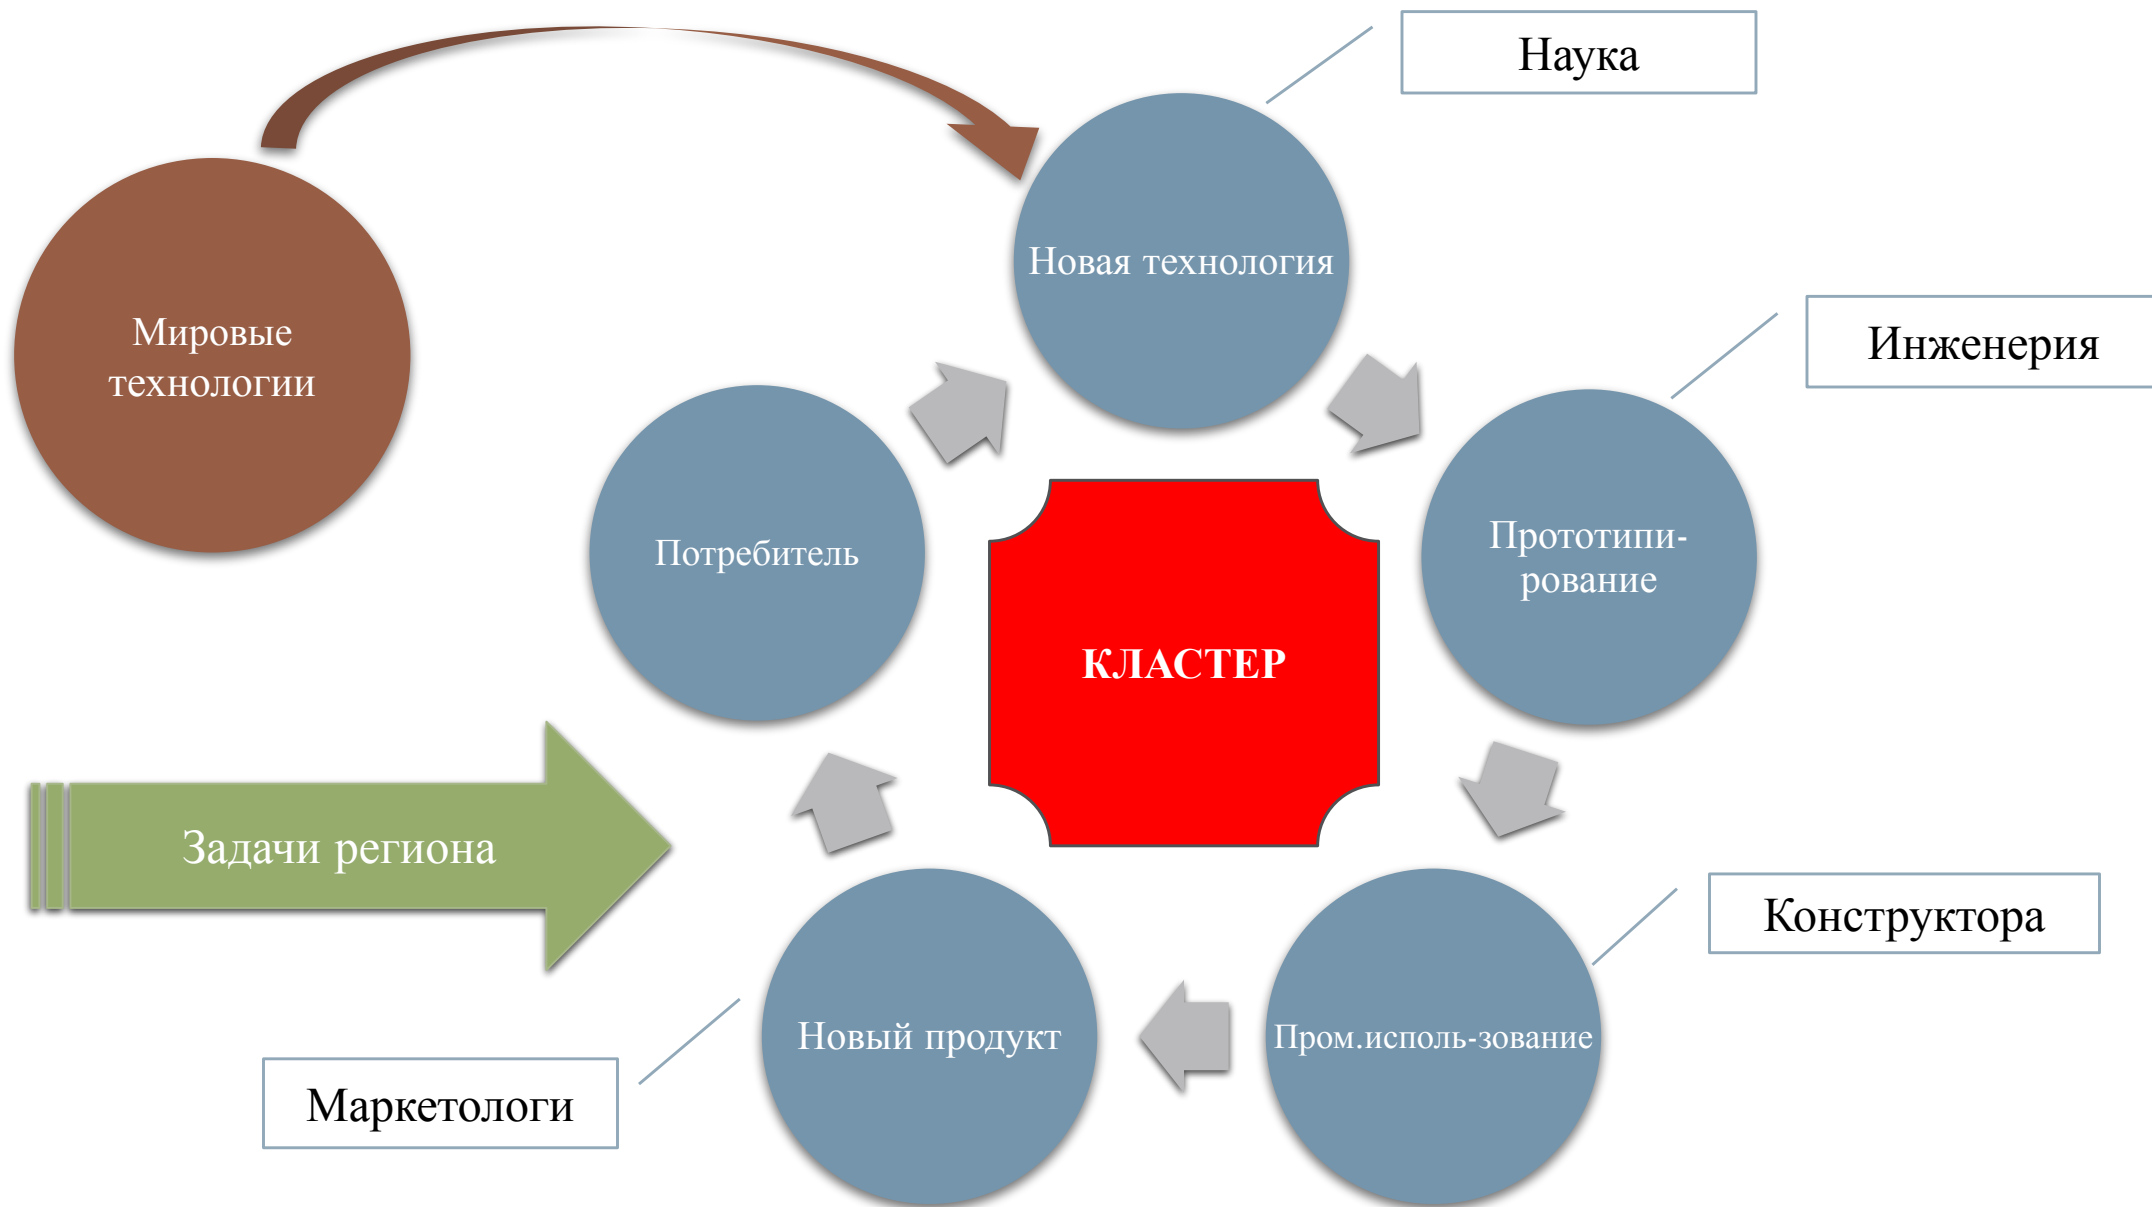 Наука
Новая технология
Мировые
технологии
Инженерия
Прототипи-
рование
Потребитель
КЛАСТЕР
Задачи региона
Конструктора
Новый продукт
Пром.исполь-зование
Маркетологи